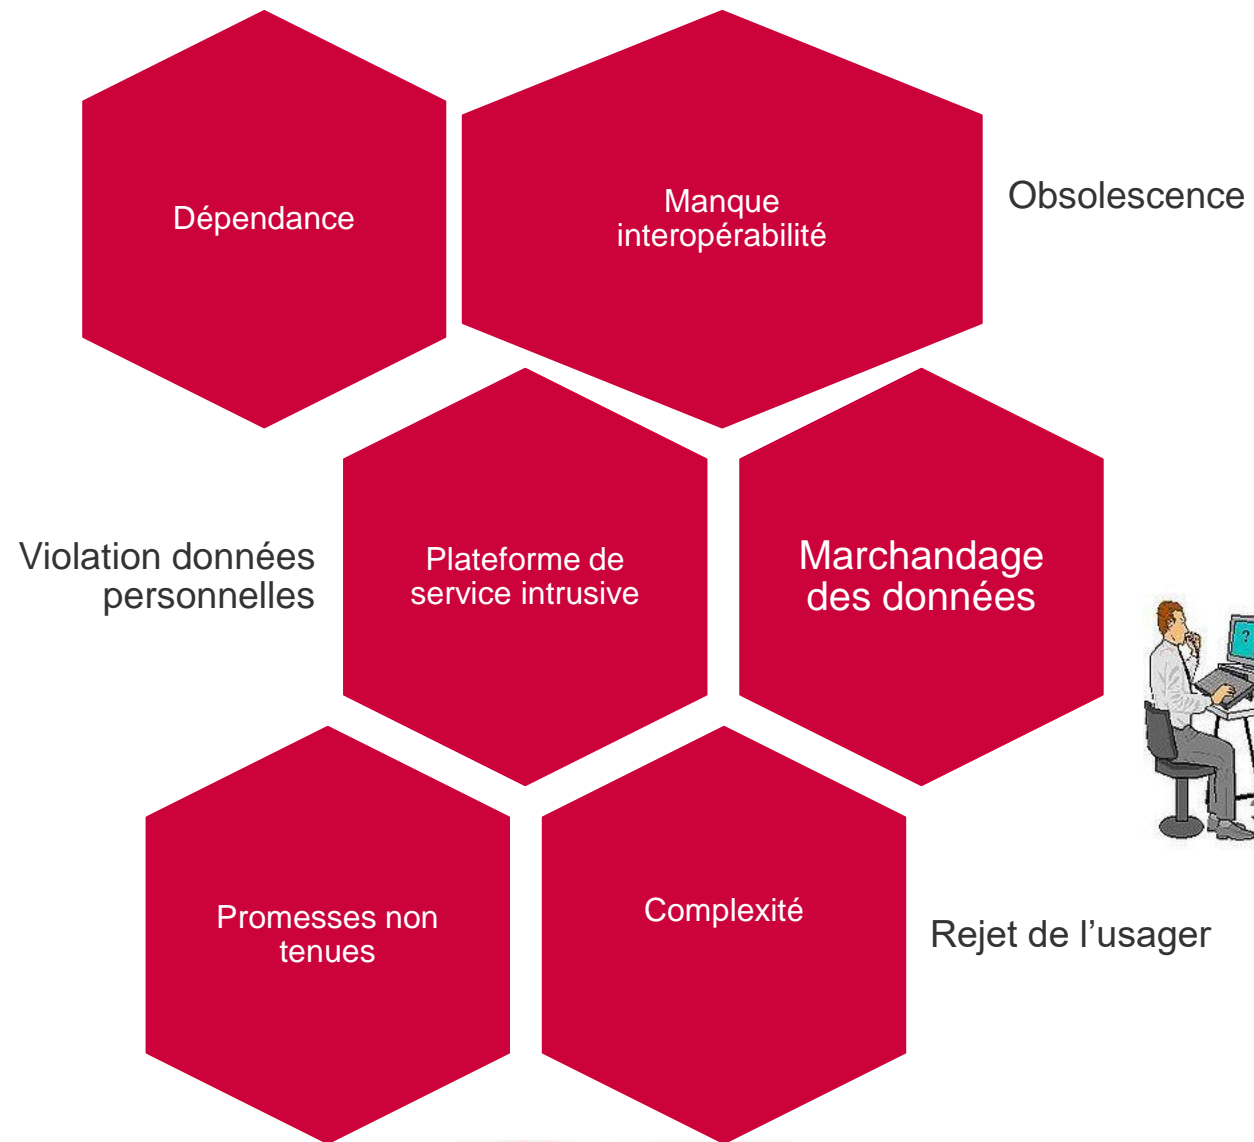 Dépendance
Manque
interopérabilité
Obsolescence
Violation données
personnelles
Plateforme de
service intrusive
Marchandage
des données
?
Promesses non
tenues
Complexité
Rejet de l’usager